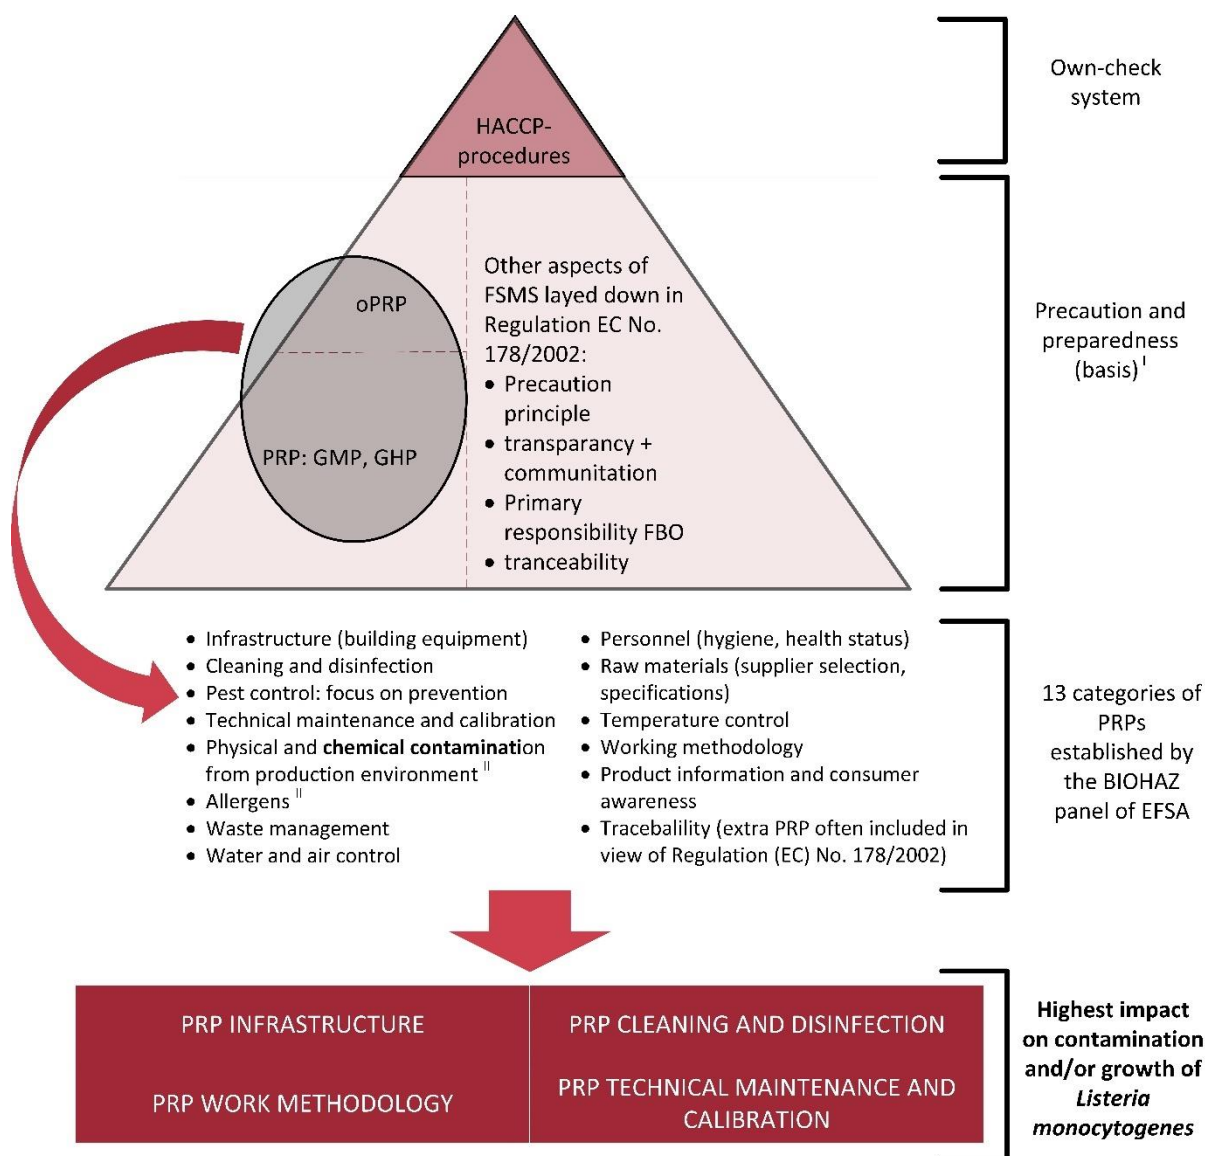 Own-check
system
HACCP-
procedures
Other aspects of
FSMS layed down in
Regulation EC No.
178/2002:
• Precaution
principle
• transparancy +
communitation
• Primary
responsibility FBO
• tranceability
oPRP
PRP: GMP, GHP
Precaution and
preparedness
(basis) I
• Infrastructure (building equipment)
• Cleaning and disinfection
• Pest control: focus on prevention
• Technical maintenance and calibration
• Physical and chemical contamination
from production environment II
• Allergens II
• Waste management
• Water and air control
• Personnel (hygiene, health status)
• Raw materials (supplier selection,
specifications)
• Temperature control
• Working methodology
• Product information and consumer
awareness
• Tracebalility (extra PRP often included in
view of Regulation (EC) No. 178/2002)
13 categories of
PRPs
established by
the BIOHAZ
panel of EFSA
PRP INFRASTRUCTURE
PRP WORK METHODOLOGY
PRP CLEANING AND DISINFECTION
PRP TECHNICAL MAINTENANCE AND
CALIBRATION
Highest impact
on contamination
and/or growth of
Listeria
monocytogenes